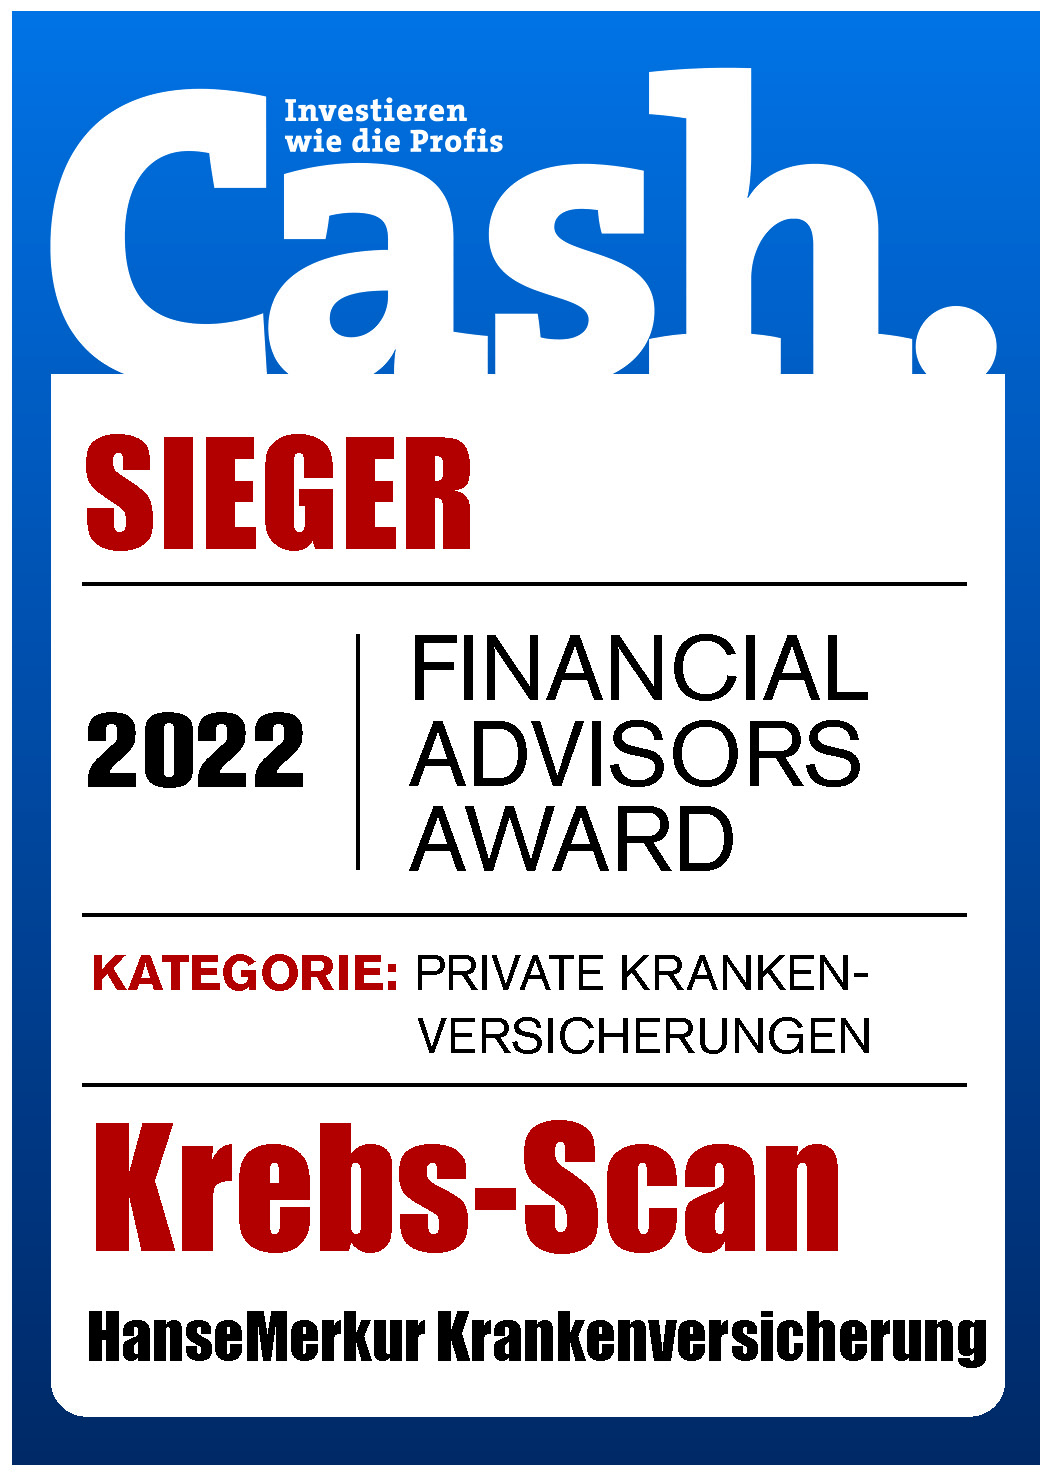 Investieren
wie die Profis
Cash.
SIEGER
2022
FINANCIAL
ADVISORS
AWARD
KATEGORIE: PRIVATE KRANKEN-
VERSICHERUNGEN
Krebs-Scan
HanseMerkur Krankenversicherung